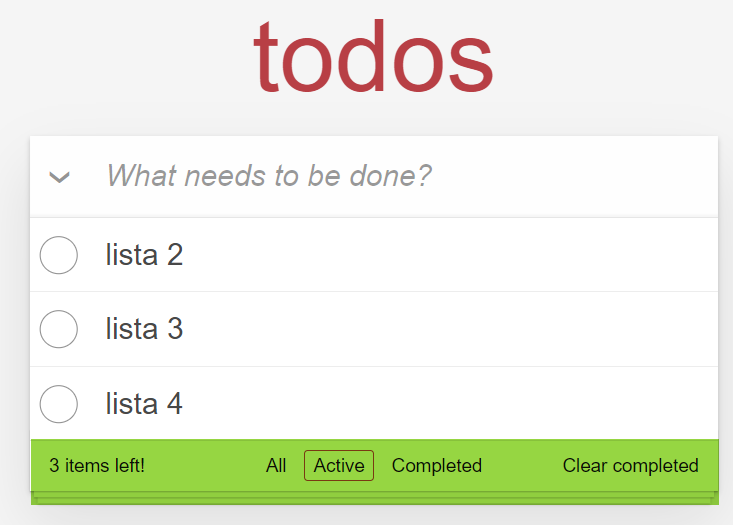 todos
What needs to be done?
lista 2
lista 3
lista 4
3 items left! All Active Completed Clear completed